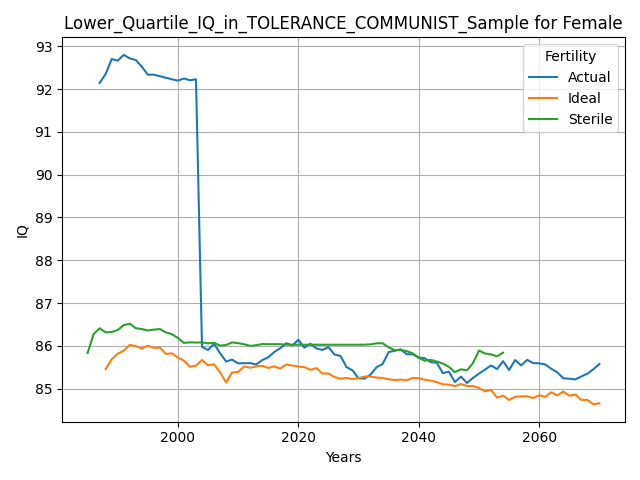 Lower_Quartile_IQ_in_TOLERANCE_COMMUNIST_Sample for Female
Fertility
Actual
Ideal
Sterile
IQ
93
92
91
90
89
88
87
86
85
2000
2020
2040
2060
Years